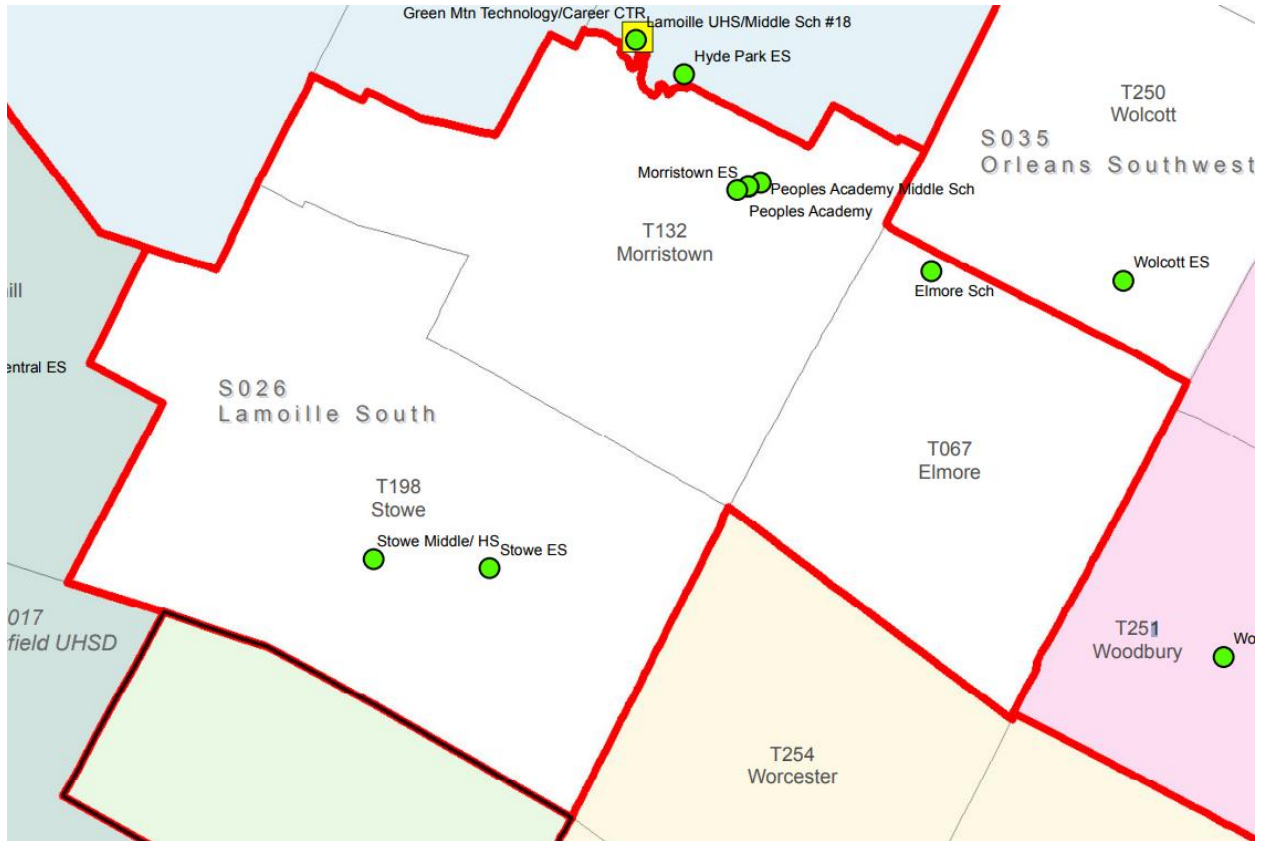 Green Mtn Technology/Career CTR
Lamoille UHS/Middle Sch #18
Hyde Park ES
T250
Wolcott
S035
Orleans Southwest
Morristown ES
Peoples Academy Middle Sch
Peoples Academy
T132
Morristown
Wolcott ES
Elmore Sch
ill
entral ES
S026
Lamoille South
T067
Elmore
T198
Stowe
Stowe Middle/ HS
Stowe ES
017
field UHSD
T251
Woodbury
Wo
T254
Worcester